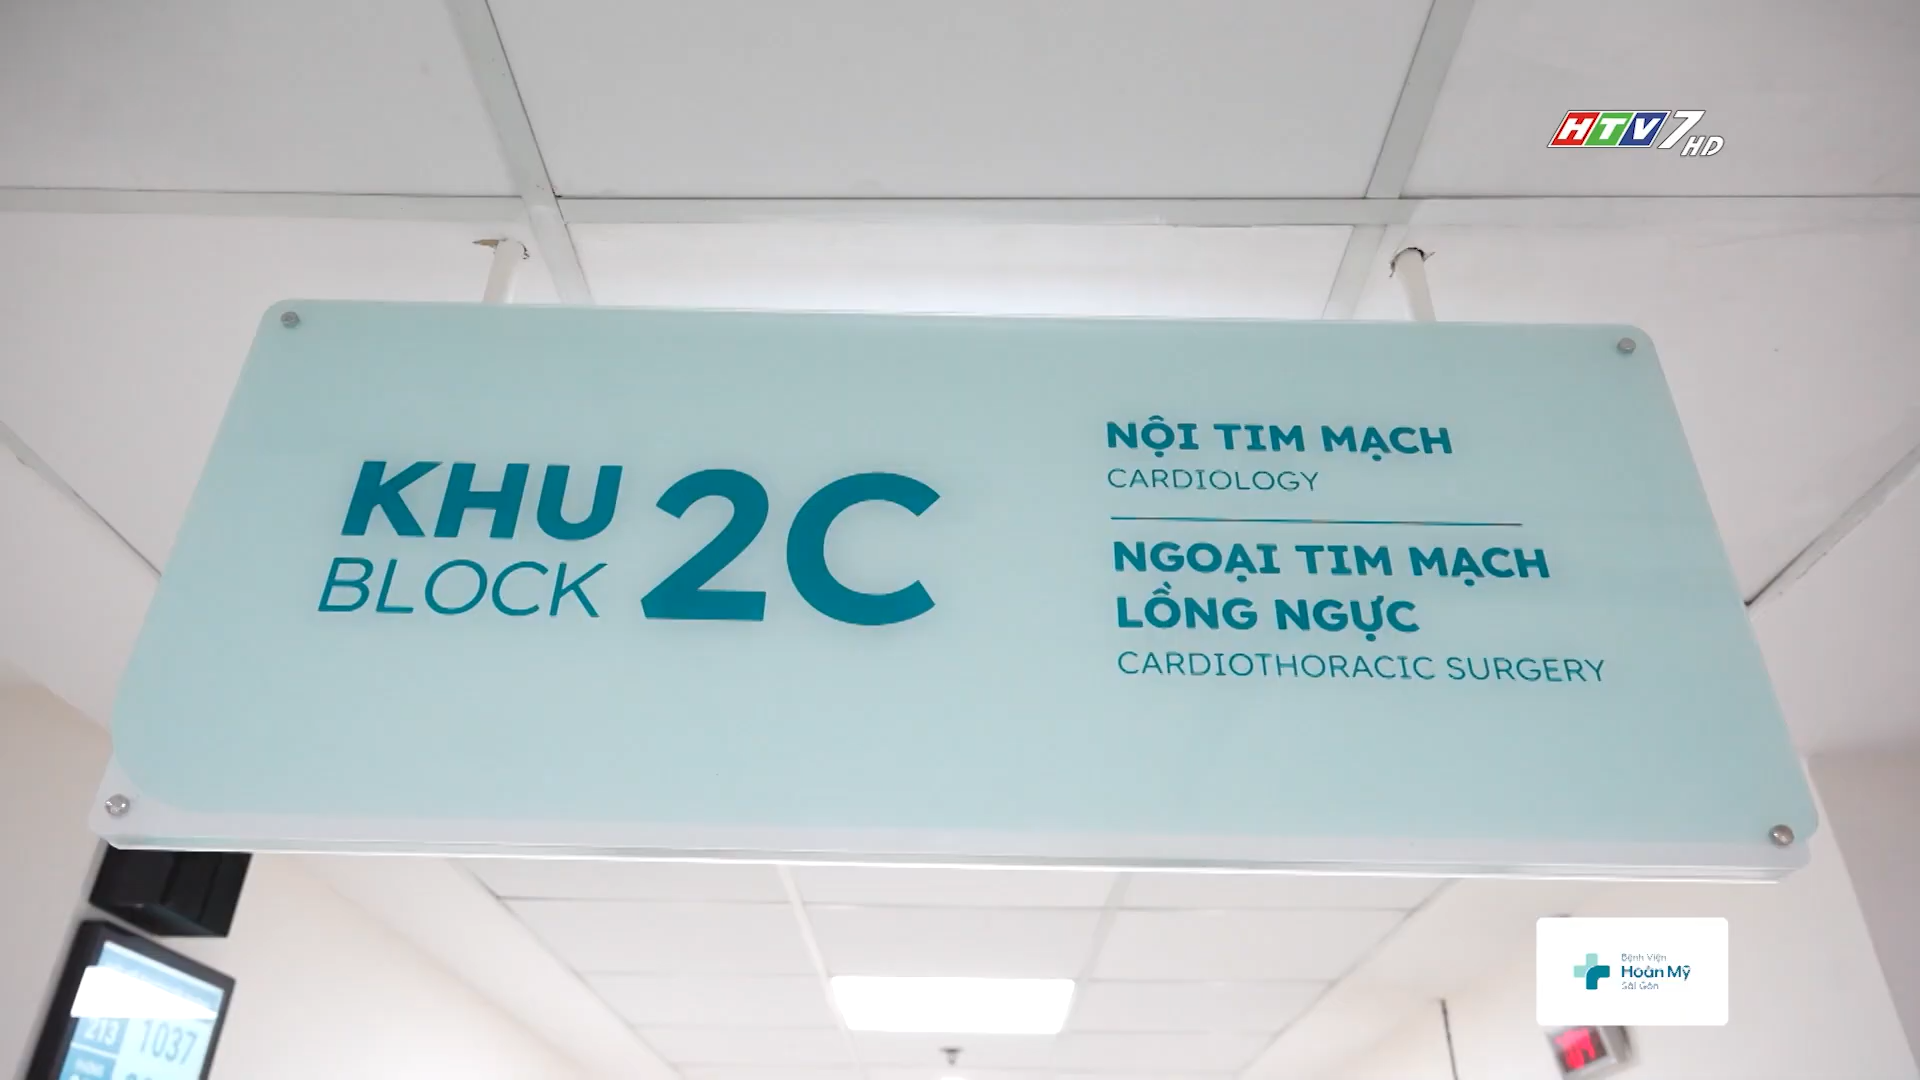 HTV7 HD
KHU
BLOCK
2C
NỘI TIM MẠCH
CARDIOLOGY
NGOẠI TIM MẠCH
LỒNG NGỰC
CARDIOTHORACIC SURGERY
Bệnh Viện
Hoàn Mỹ
Sài Gòn
213 1037